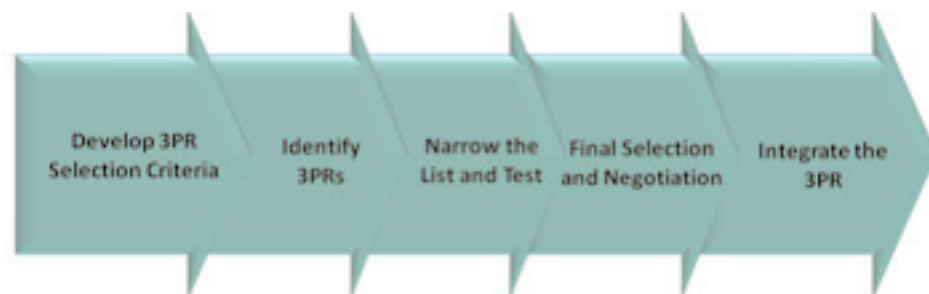 Develop 3PR
Selection Criteria
Identify
3PRs
Narrow the
List and Test
Final Selection
and Negotiation
Integrate the
3PR